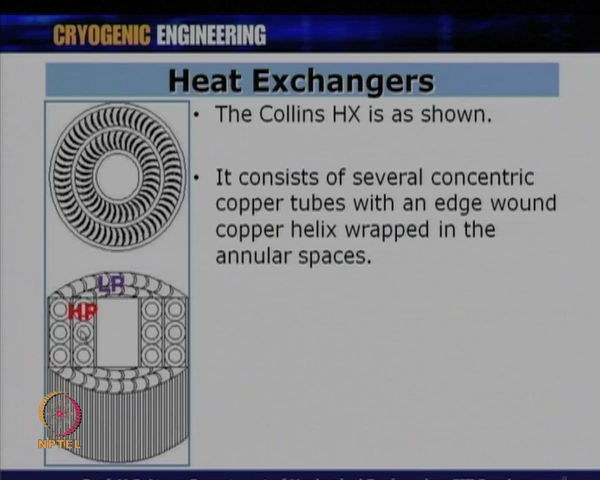 CRYOGENIC ENGINEERING
Heat Exchangers
• The Collins HX is as shown.
• It consists of several concentric
copper tubes with an edge wound
copper helix wrapped in the
annular spaces.
LP
HP
NPTEL